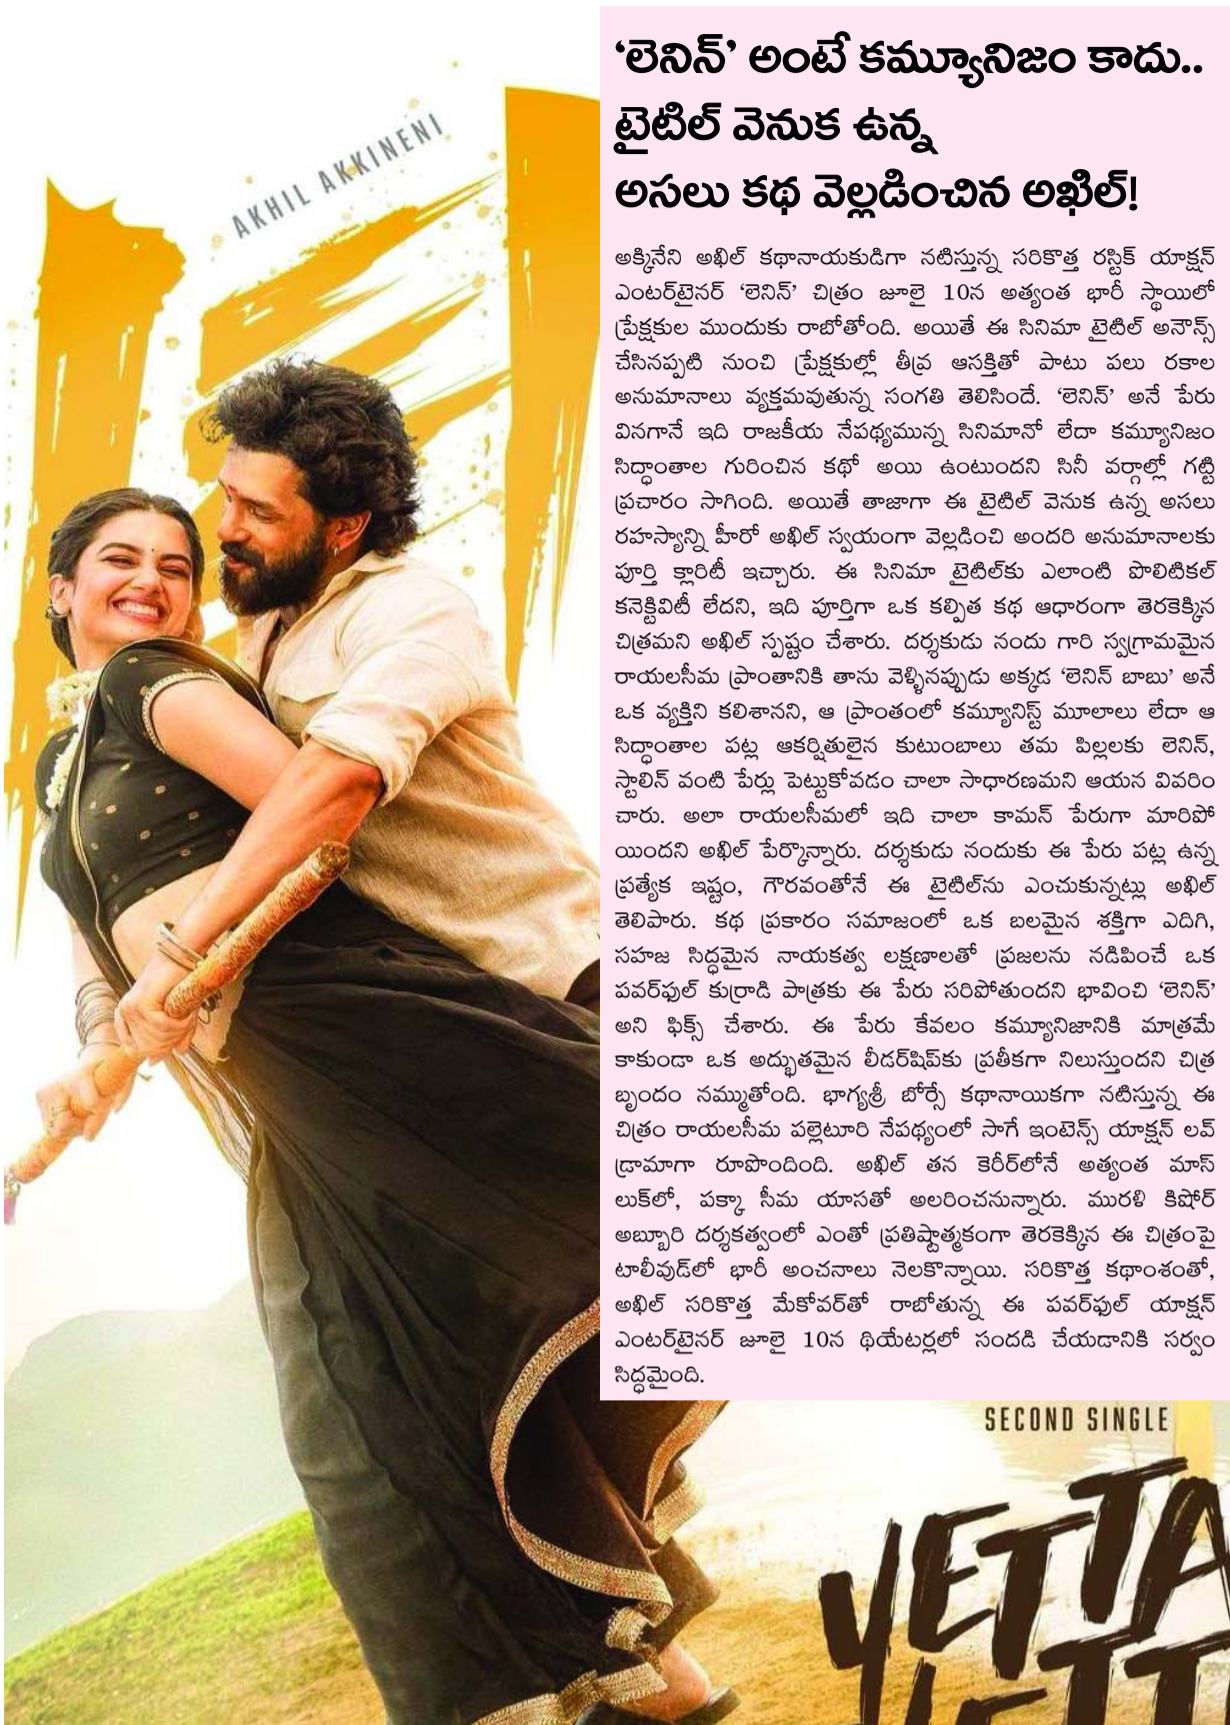 AKHIL AKKINENI
‘లెనిన్’ అంటే కమ్యూనిజం కాదు..
టైటిల్ వెనుక ఉన్న
అసలు కథ వెల్లడించిన అఖిల్!
అక్కినేని అఖిల్ కథానాయకుడిగా నటిస్తున్న సరికొత్త రస్టిక్ యాక్షన్
ఎంటర్‌టైనర్ ‘లెనిన్’ చిత్రం జూలై 10న అత్యంత భారీ స్థాయిలో
ప్రేక్షకుల ముందుకు రాబోతోంది. అయితే ఈ సినిమా టైటిల్ అనౌన్స్
చేసినప్పటి నుంచి ప్రేక్షకుల్లో తీవ్ర ఆసక్తితో పాటు పలు రకాల
అనుమానాలు వ్యక్తమవుతున్న సంగతి తెలిసిందే. ‘లెనిన్’ అనే పేరు
వినగానే ఇది రాజకీయ నేపథ్యమున్న సినిమానో లేదా కమ్యూనిజం
సిద్ధాంతాల గురించిన కథో అయి ఉంటుందని సినీ వర్గాల్లో గట్టి
ప్రచారం సాగింది. అయితే తాజాగా ఈ టైటిల్ వెనుక ఉన్న అసలు
రహస్యాన్ని హీరో అఖిల్ స్వయంగా వెల్లడించి అందరి అనుమానాలకు
పూర్తి క్లారిటీ ఇచ్చారు. ఈ సినిమా టైటిల్‌కు ఎలాంటి పొలిటికల్
కనెక్టివిటీ లేదని, ఇది పూర్తిగా ఒక కల్పిత కథ ఆధారంగా తెరకెక్కిన
చిత్రమని అఖిల్ స్పష్టం చేశారు. దర్శకుడు నందు గారి స్వగ్రామమైన
రాయలసీమ ప్రాంతానికి తాను వెళ్ళినప్పుడు అక్కడ ‘లెనిన్ బాబు’ అనే
ఒక వ్యక్తిని కలిశానని, ఆ ప్రాంతంలో కమ్యూనిస్ట్ మూలాలు లేదా ఆ
సిద్ధాంతాల పట్ల ఆకర్షితులైన కుటుంబాలు తమ పిల్లలకు లెనిన్,
స్టాలిన్ వంటి పేర్లు పెట్టుకోవడం చాలా సాధారణమని ఆయన వివరిం
చారు. అలా రాయలసీమలో ఇది చాలా కామన్ పేరుగా మారిపో
యిందని అఖిల్ పేర్కొన్నారు. దర్శకుడు నందుకు ఈ పేరు పట్ల ఉన్న
ప్రత్యేక ఇష్టం, గౌరవంతోనే ఈ టైటిల్‌ను ఎంచుకున్నట్లు అఖిల్
తెలిపారు. కథ ప్రకారం సమాజంలో ఒక బలమైన శక్తిగా ఎదిగి,
సహజ సిద్ధమైన నాయకత్వ లక్షణాలతో ప్రజలను నడిపించే ఒక
పవర్‌ఫుల్ కుర్రాడి పాత్రకు ఈ పేరు సరిపోతుందని భావించి ‘లెనిన్’
అని ఫిక్స్ చేశారు. ఈ పేరు కేవలం కమ్యూనిజానికి మాత్రమే
కాకుండా ఒక అద్భుతమైన లీడర్‌షిప్‌కు ప్రతీకగా నిలుస్తుందని చిత్ర
బృందం నమ్ముతోంది. భాగ్యశ్రీ బోర్సే కథానాయికగా నటిస్తున్న ఈ
చిత్రం రాయలసీమ పల్లెటూరి నేపథ్యంలో సాగే ఇంటెన్స్ యాక్షన్ లవ్
డ్రామాగా రూపొందింది. అఖిల్ తన కెరీర్‌లోనే అత్యంత మాస్
లుక్‌లో, పక్కా సీమ యాసతో అలరించనున్నారు. మురళి కిషోర్
అబ్బూరి దర్శకత్వంలో ఎంతో ప్రతిష్టాత్మకంగా తెరకెక్కిన ఈ చిత్రంపై
టాలీవుడ్‌లో భారీ అంచనాలు నెలకొన్నాయి. సరికొత్త కథాంశంతో,
అఖిల్ సరికొత్త మేకోవర్‌తో రాబోతున్న ఈ పవర్‌ఫుల్ యాక్షన్
ఎంటర్‌టైనర్ జూలై 10న థియేటర్లలో సందడి చేయడానికి సర్వం
సిద్ధమైంది.
SECOND SINGLE
YETTA